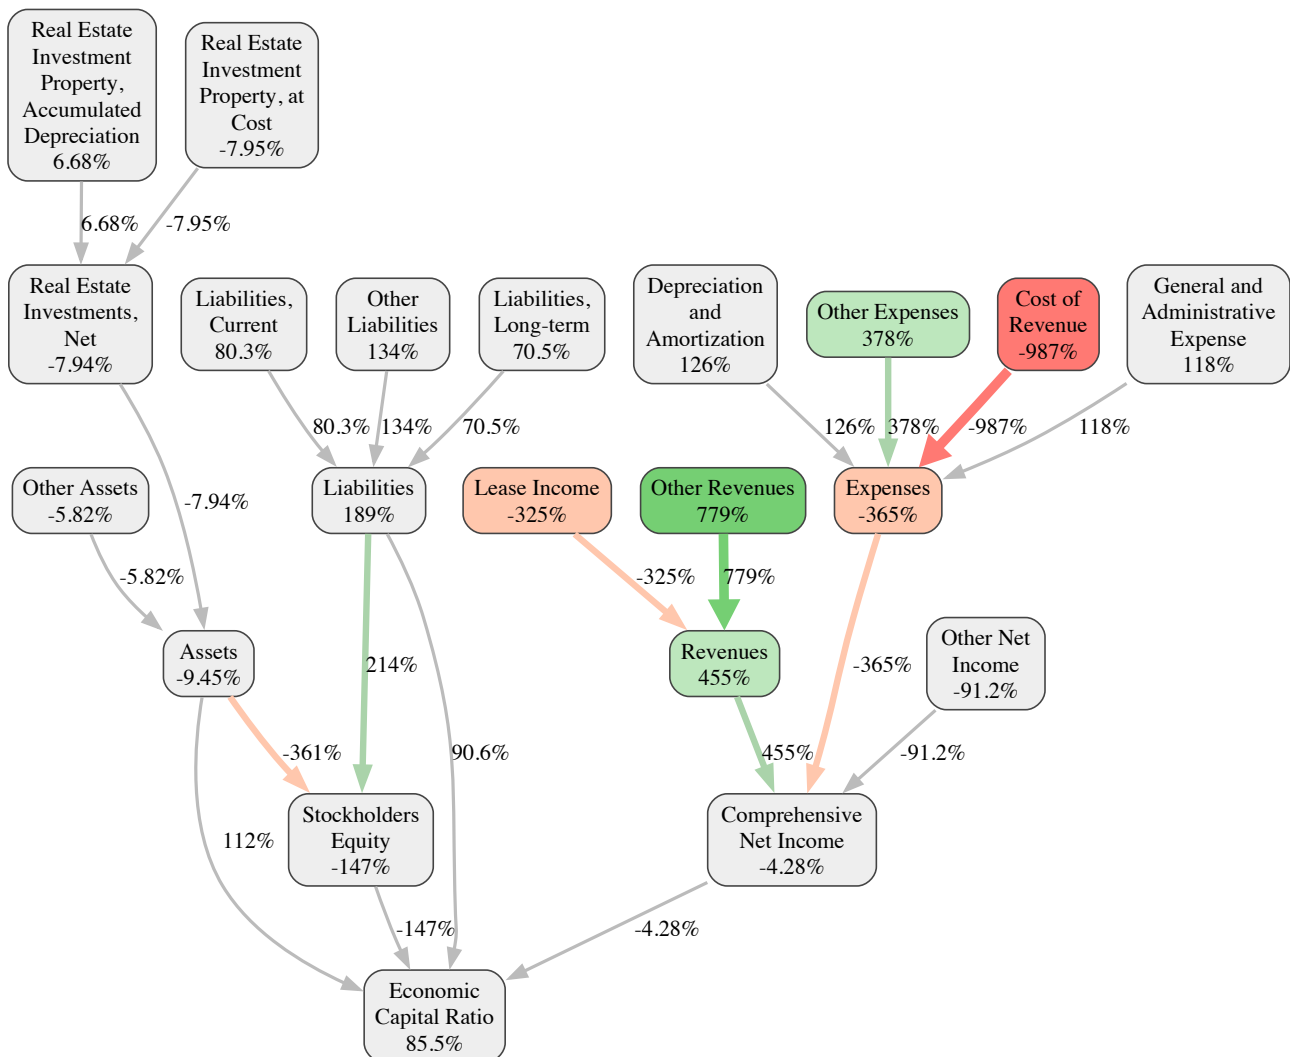 Real Estate
Investment
Property,
Accumulated
Depreciation
6.68%
Real Estate
Investment
Property, at
Cost
-7.95%
6.68%
-7.95%
Real Estate
Investments,
Net
-7.94%
Liabilities,
Current
80.3%
Other
Liabilities
134%
Liabilities,
Long-term
70.5%
Depreciation
and
Amortization
126%
Other Expenses
378%
Cost of
Revenue
-987%
General and
Administrative
Expense
118%
80.3%
134%
70.5%
126%
378%
-987%
118%
Other Assets
-5.82%
-7.94%
Liabilities
189%
Lease Income
-325%
Other Revenues
779%
Expenses
-365%
-5.82%
-325%
779%
Assets
-9.45%
214%
Revenues
455%
-365%
Other Net
Income
-91.2%
-361%
90.6%
455%
-91.2%
112%
Stockholders
Equity
-147%
Comprehensive
Net Income
-4.28%
-147%
-4.28%
Economic
Capital Ratio
85.5%